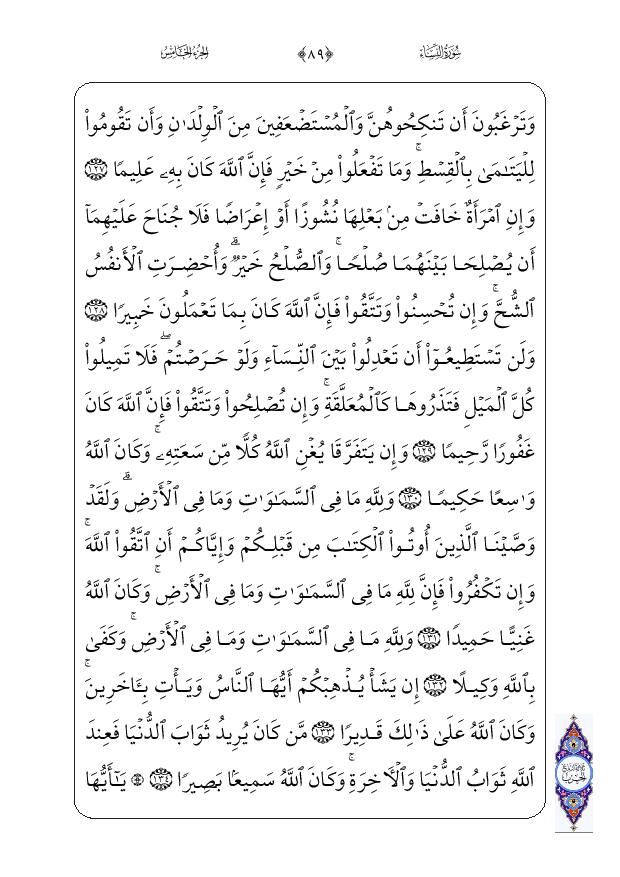 سُورَةُ النِّسَاءِ ﴿٨٩﴾ الجُزءُ الخَامِسُ
وَتَرۡغَبُونَ أَن تَنكِحُوهُنَّ وَٱلۡمُسۡتَضۡعَفِينَ مِنَ ٱلۡوِلۡدَٰنِ وَأَن تَقُومُواْ
لِلۡيَتَٰمَىٰ بِٱلۡقِسۡطِۚ وَمَا تَفۡعَلُواْ مِنۡ خَيۡرٖ فَإِنَّ ٱللَّهَ كَانَ بِهِۦ عَلِيمٗا ١٢٧
وَإِنِ ٱمۡرَأَةٌ خَافَتۡ مِنۢ بَعۡلِهَا نُشُوزًا أَوۡ إِعۡرَاضٗا فَلَا جُنَاحَ عَلَيۡهِمَآ
أَن يُصۡلِحَا بَيۡنَهُمَا صُلۡحٗاۚ وَٱلصُّلۡحُ خَيۡرٞۗ وَأُحۡضِرَتِ ٱلۡأَنفُسُ
ٱلشُّحَّۚ وَإِن تُحۡسِنُواْ وَتَتَّقُواْ فَإِنَّ ٱللَّهَ كَانَ بِمَا تَعۡمَلُونَ خَبِيرٗا ١٢٨
وَلَن تَسۡتَطِيعُوٓاْ أَن تَعۡدِلُواْ بَيۡنَ ٱلنِّسَآءِ وَلَوۡ حَرَصۡتُمۡۖ فَلَا تَمِيلُواْ
كُلَّ ٱلۡمَيۡلِ فَتَذَرُوهَا كَٱلۡمُعَلَّقَةِۚ وَإِن تُصۡلِحُواْ وَتَتَّقُواْ فَإِنَّ ٱللَّهَ كَانَ
غَفُورٗا رَّحِيمٗا ١٢٩ وَإِن يَتَفَرَّقَا يُغۡنِ ٱللَّهُ كُلّٗا مِّن سَعَتِهِۦۚ وَكَانَ ٱللَّهُ
وَٰسِعًا حَكِيمٗا ١٣٠ وَلِلَّهِ مَا فِي ٱلسَّمَٰوَٰتِ وَمَا فِي ٱلۡأَرۡضِۗ وَلَقَدۡ
وَصَّيۡنَا ٱلَّذِينَ أُوتُواْ ٱلۡكِتَٰبَ مِن قَبۡلِكُمۡ وَإِيَّاكُمۡ أَنِ ٱتَّقُواْ ٱللَّهَۚ
وَإِن تَكۡفُرُواْ فَإِنَّ لِلَّهِ مَا فِي ٱلسَّمَٰوَٰتِ وَمَا فِي ٱلۡأَرۡضِۚ وَكَانَ ٱللَّهُ
غَنِيًّا حَمِيدٗا ١٣١ وَلِلَّهِ مَا فِي ٱلسَّمَٰوَٰتِ وَمَا فِي ٱلۡأَرۡضِۚ وَكَفَىٰ
بِٱللَّهِ وَكِيلًا ١٣٢ إِن يَشَأۡ يُذۡهِبۡكُمۡ أَيُّهَا ٱلنَّاسُ وَيَأۡتِ بِـَٔاخَرِينَۚ
وَكَانَ ٱللَّهُ عَلَىٰ ذَٰلِكَ قَدِيرٗا ١٣٣ مَّن كَانَ يُرِيدُ ثَوَابَ ٱلدُّنۡيَا فَعِندَ
ٱللَّهِ ثَوَابُ ٱلدُّنۡيَا وَٱلۡأٓخِرَةِۚ وَكَانَ ٱللَّهُ سَمِيعَۢا بَصِيرٗا ١٣٤ ۞ يَٰٓأَيُّهَا